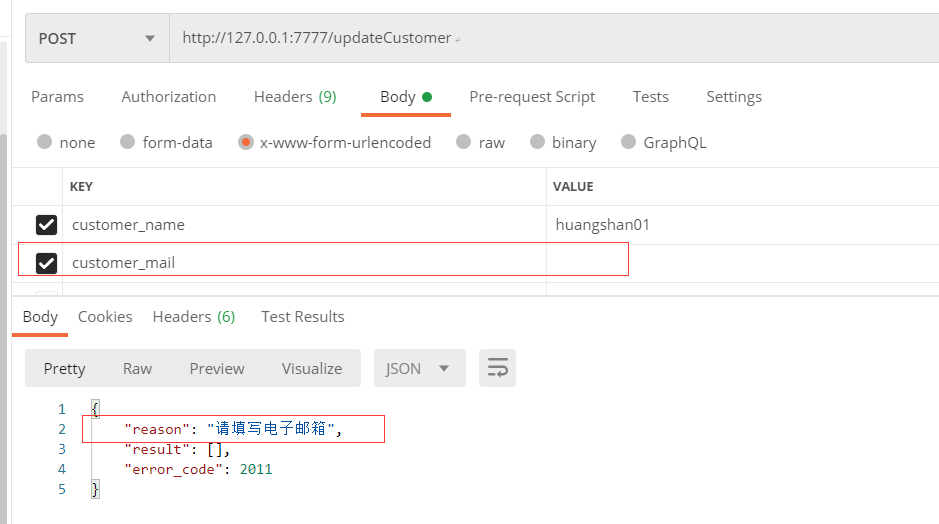 POST http://127.0.0.1:7777/updateCustomer
Params Authorization Headers (9) Body Pre-request Script Tests Settings
none form-data x-www-form-urlencoded raw binary GraphQL
KEY VALUE
customer_name huangshan01
customer_mail
Body Cookies Headers (6) Test Results
Pretty Raw Preview Visualize JSON
1 {
2 "reason": "请填写电子邮箱",
3 "result": [],
4 "error_code": 2011
5 }